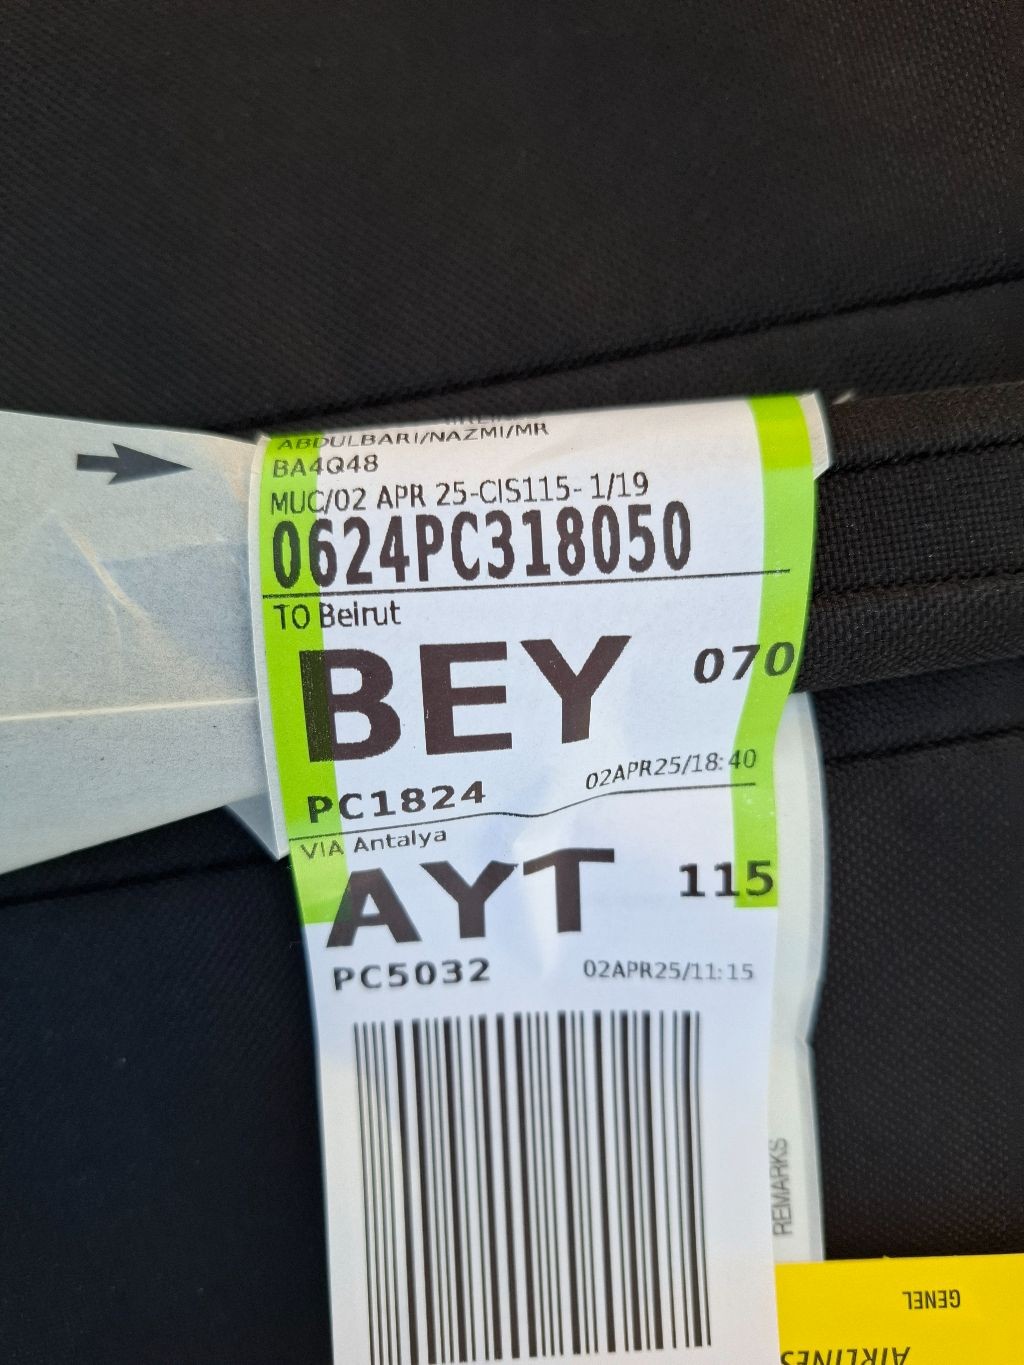 ABDULBARI/NAZMI/MR
BA4Q48
MUC/02 APR 25-CIS115- 1/19
0624PC318050
TO Beirut
BEY 070
PC1824 02APR25/18:40
VIA Antalya
AYT 115
PC5032 02APR25/11:15
REMARKS
GENEL
AIRLINES